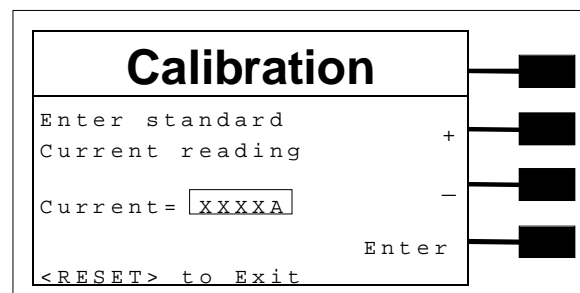 Calibration
Enter standard
+
Current reading
–
Current= XXXXA
Enter
<RESET> to Exit